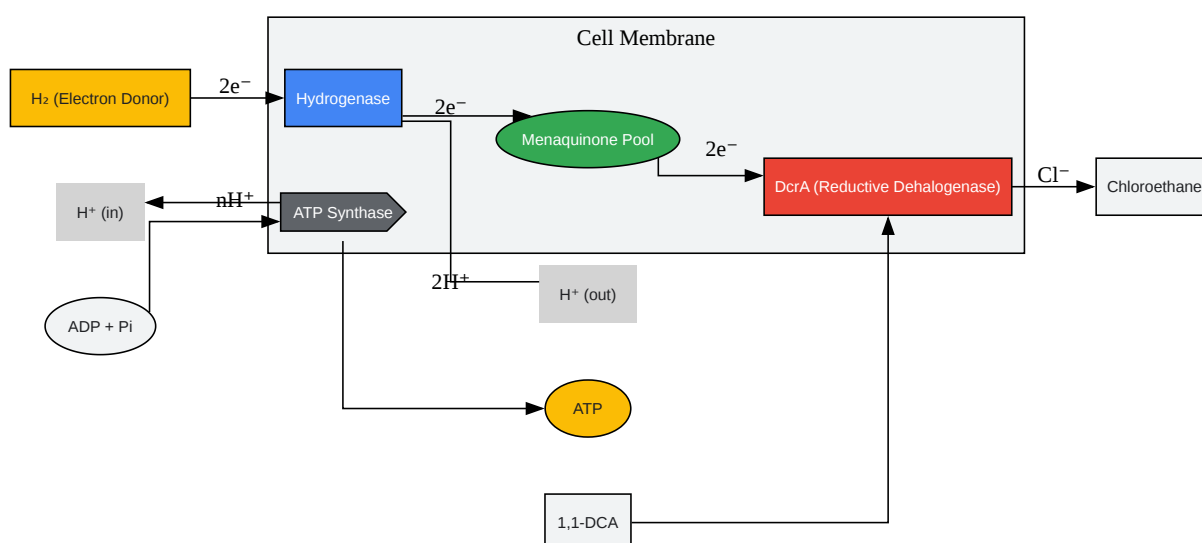 Cell Membrane
H₂ (Electron Donor)
2e⁻
Hydrogenase
2e⁻
Menaquinone Pool
2e⁻
DcrA (Reductive Dehalogenase)
Cl⁻
Chloroethane
H⁺ (in)
nH⁺
ATP Synthase
2H⁺
H⁺ (out)
ADP + Pi
ATP
1,1-DCA